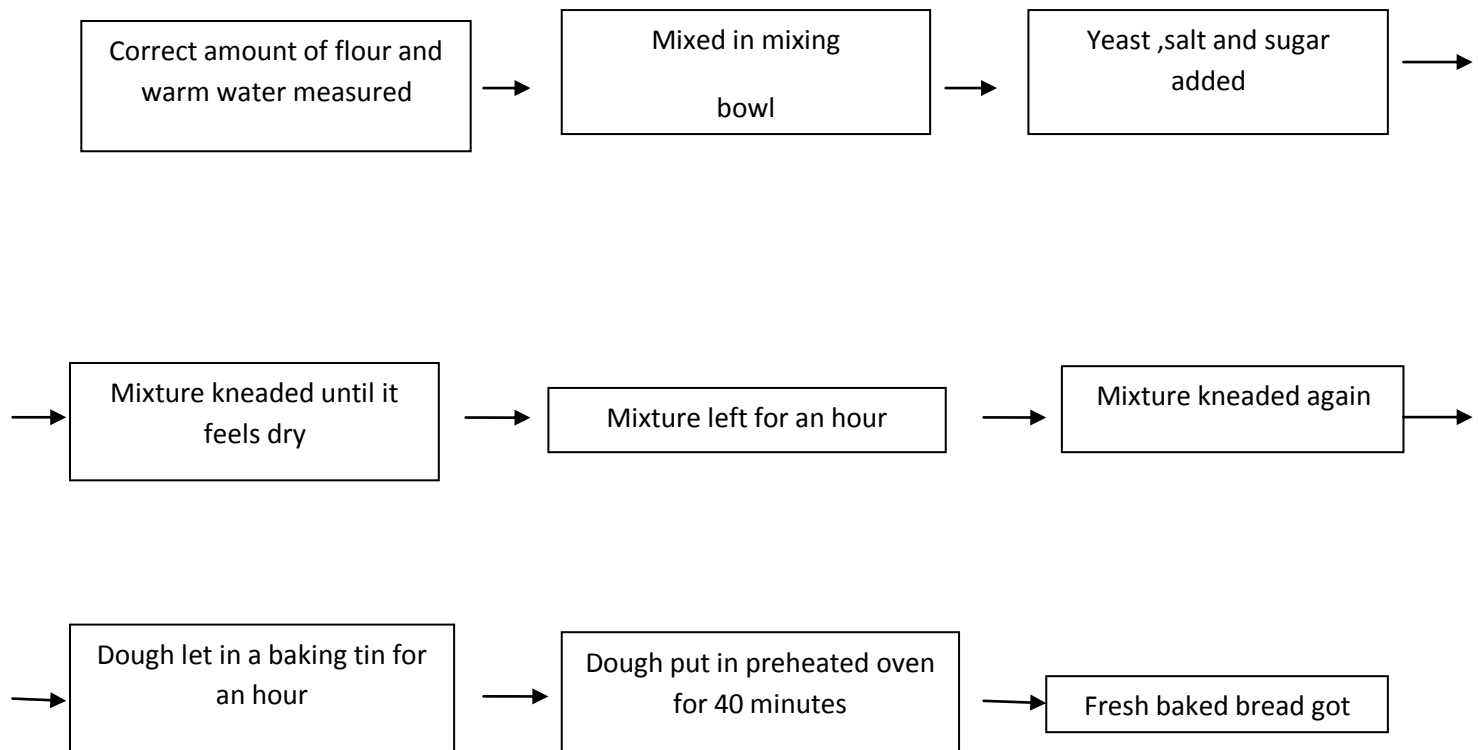 Correct amount of flour and
warm water measured
Mixed in mixing
bowl
Yeast ,salt and sugar
added
Mixture kneaded until it
feels dry
Mixture left for an hour
Mixture kneaded again
Dough let in a baking tin for
an hour
Dough put in preheated oven
for 40 minutes
Fresh baked bread got